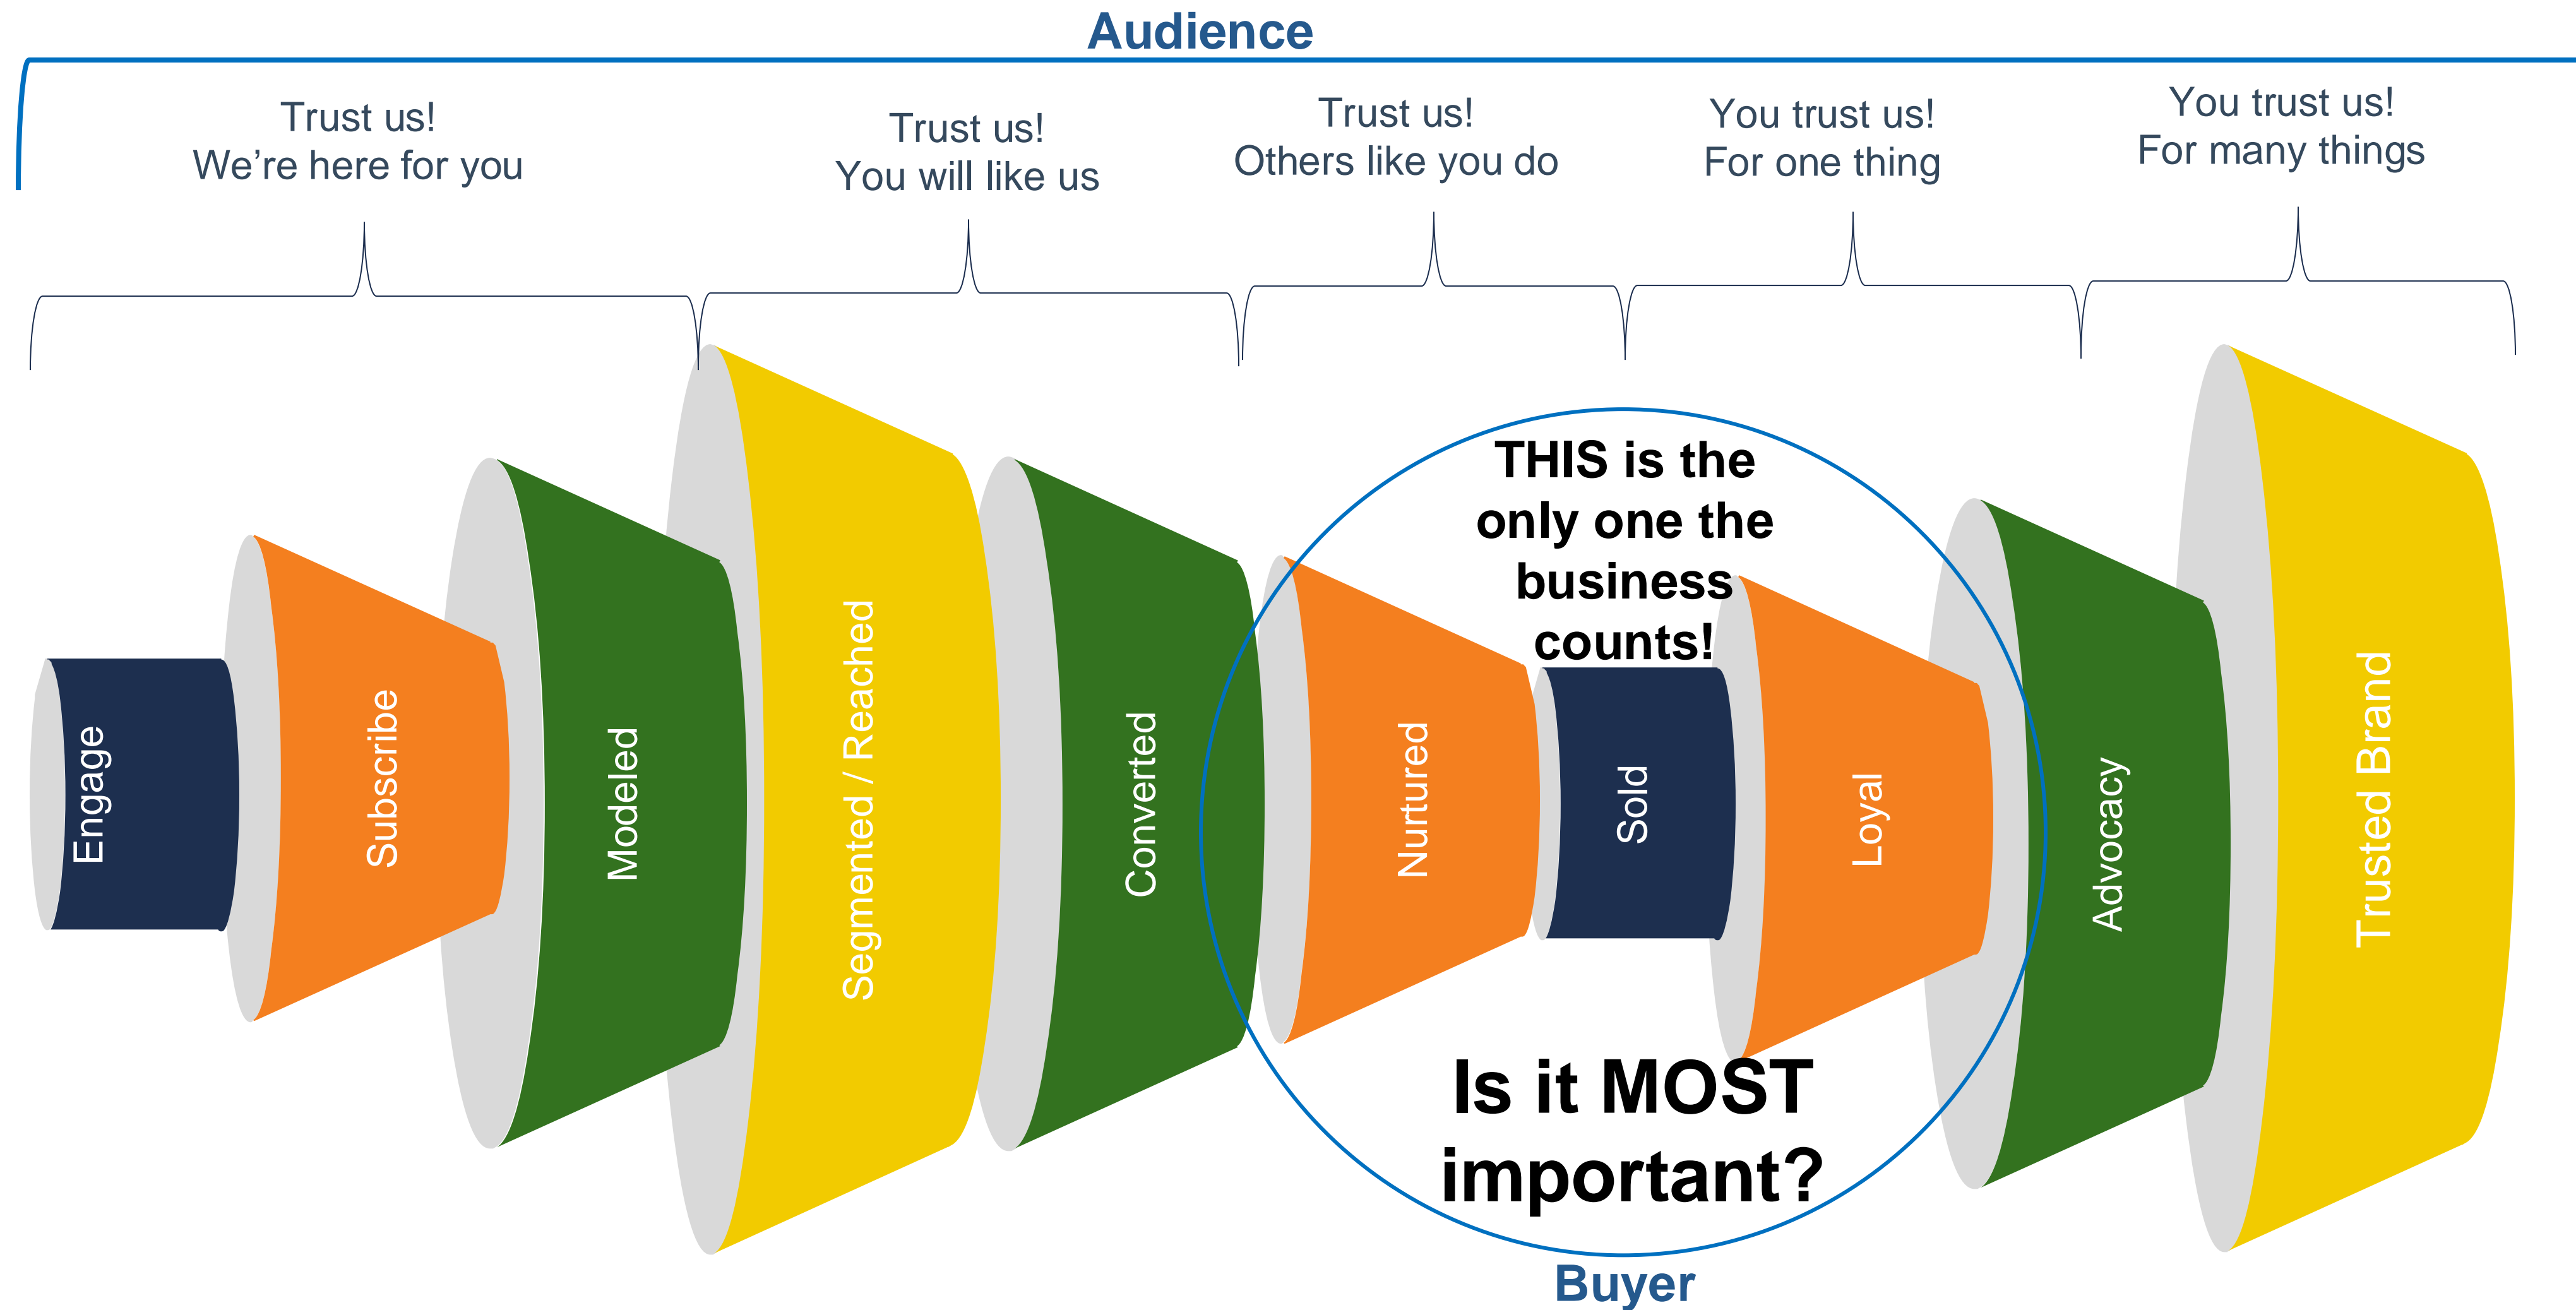 Audience
Trust us!
We're here for you
Trust us!
You will like us
Trust us!
Others like you do
You trust us!
For one thing
You trust us!
For many things
Engage
Subscribe
Modeled
Segmented / Reached
Converted
Nurtured
THIS is the
only one the
business
counts!
Sold
Loyal
Advocacy
Trusted Brand
Is it MOST
important?
Buyer